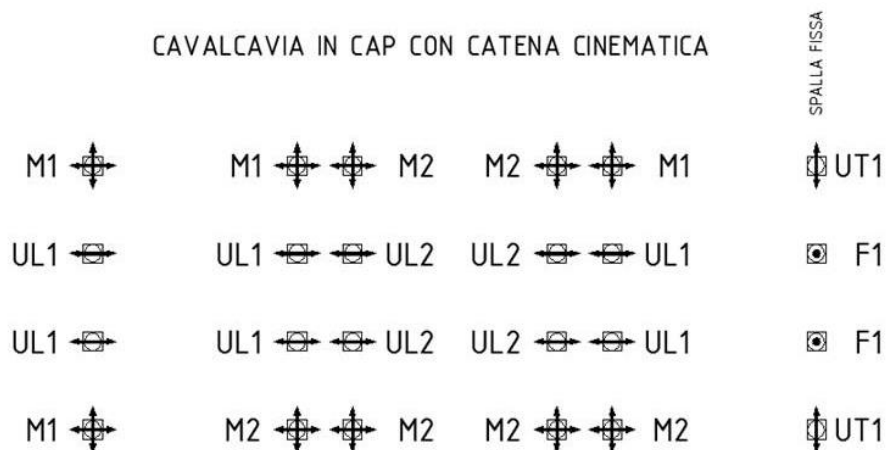 CAVALCAVIA IN CAP CON CATENA CINEMATICA
SPALLA FISSA
M1 M1 M2 M2 M1 UT1
UL1 UL1 UL2 UL2 UL1 F1
UL1 UL1 UL2 UL2 UL1 F1
M1 M2 M2 M2 M2 UT1